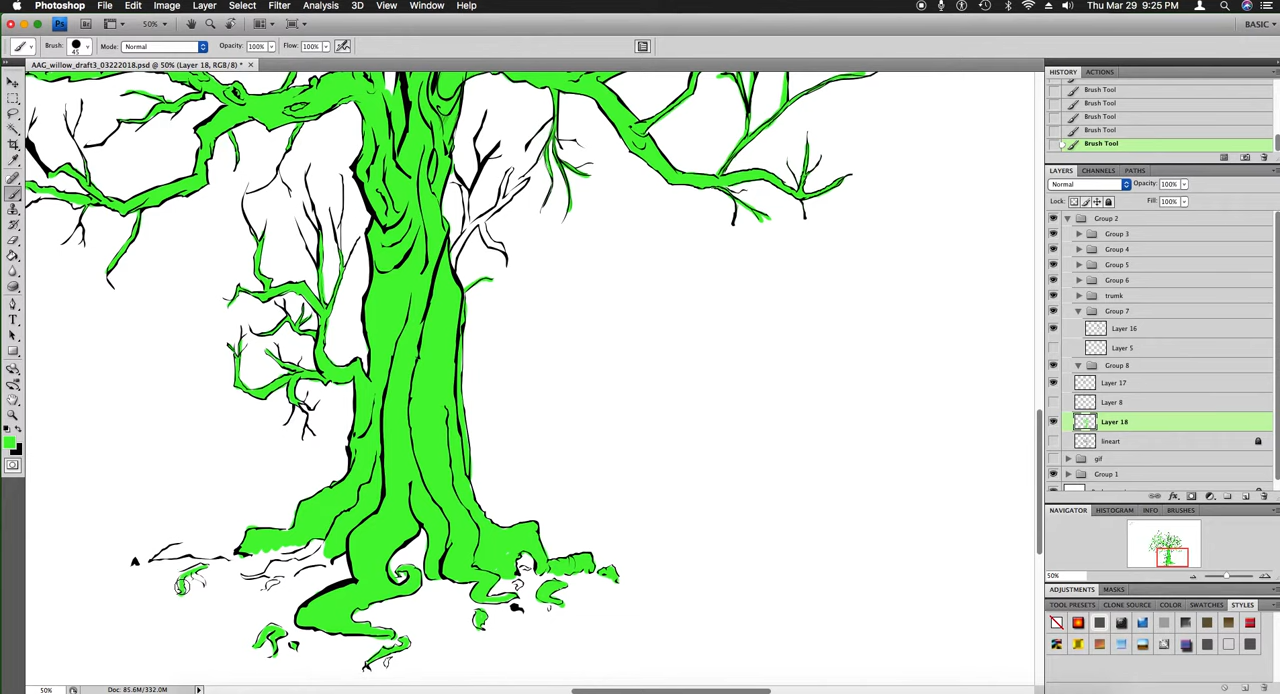 Photoshop File Edit Image Layer Select Filter Analysis 3D View Window Help Thu Mar 29 9:25 PM
50% BASIC
Brush: 45 Mode: Normal Opacity: 100% Flow: 100%
AAG_willow_draft3_03222018.psd @ 50% (Layer 18, RGB/8) *
HISTORY ACTIONS
Brush Tool
Brush Tool
Brush Tool
Brush Tool
Brush Tool
LAYERS CHANNELS PATHS
Normal Opacity: 100%
Lock: Fill: 100%
Group 2
Group 3
Group 4
Group 5
Group 6
trumk
Group 7
Layer 16
Layer 5
Group 8
Layer 17
Layer 8
Layer 18
lineart
gif
Group 1
NAVIGATOR HISTOGRAM INFO BRUSHES
50%
ADJUSTMENTS MASKS
TOOL PRESETS CLONE SOURCE COLOR SWATCHES STYLES
50% Doc: 85.6M/332.0M